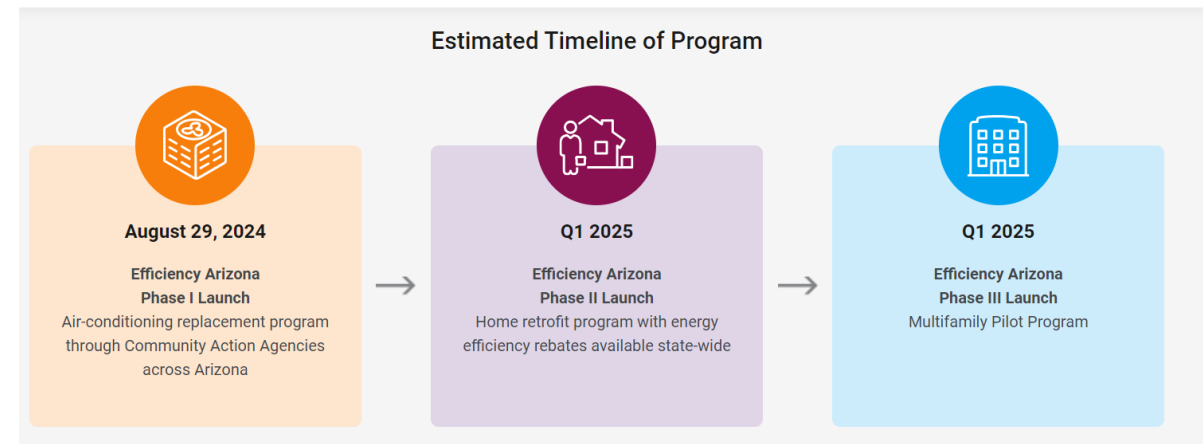 Estimated Timeline of Program
August 29, 2024
Efficiency Arizona
Phase I Launch
Air-conditioning replacement program
through Community Action Agencies
across Arizona
Q1 2025
Efficiency Arizona
Phase II Launch
Home retrofit program with energy
efficiency rebates available state-wide
Q1 2025
Efficiency Arizona
Phase III Launch
Multifamily Pilot Program